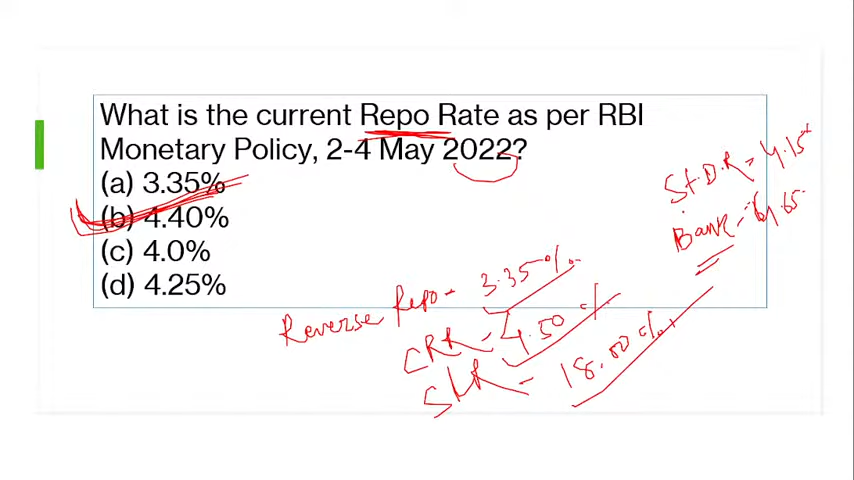 What is the current Repo Rate as per RBI
Monetary Policy, 2-4 May 2022?
(a) 3.35%
(b) 4.40%
(c) 4.0%
(d) 4.25%
St.D.R = 4.15%
Bank - 4.65
Reverse Repo - 3.35%
CRR - 4.50%
SLR - 18.00%